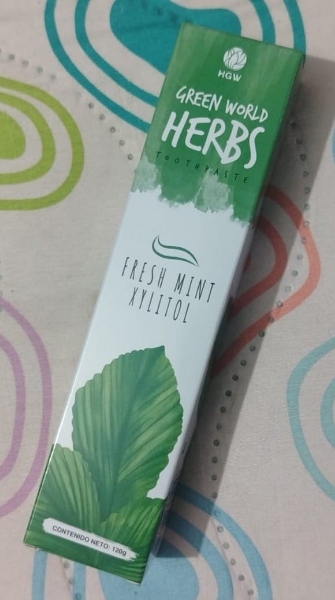 HGW
GREEN WORLD
HERBS
TOOTHPASTE
FRESH MINT
XYLITOL
CONTENIDO NETO: 120g